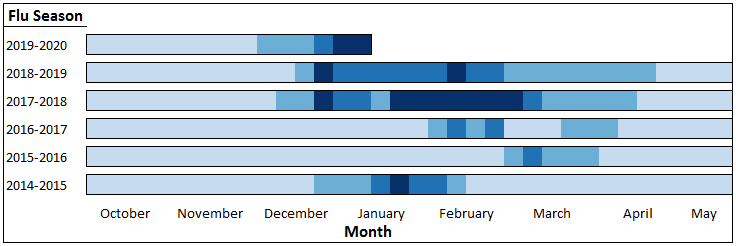 Flu Season
2019-2020
2018-2019
2017-2018
2016-2017
2015-2016
2014-2015
October November December January February March April May
Month